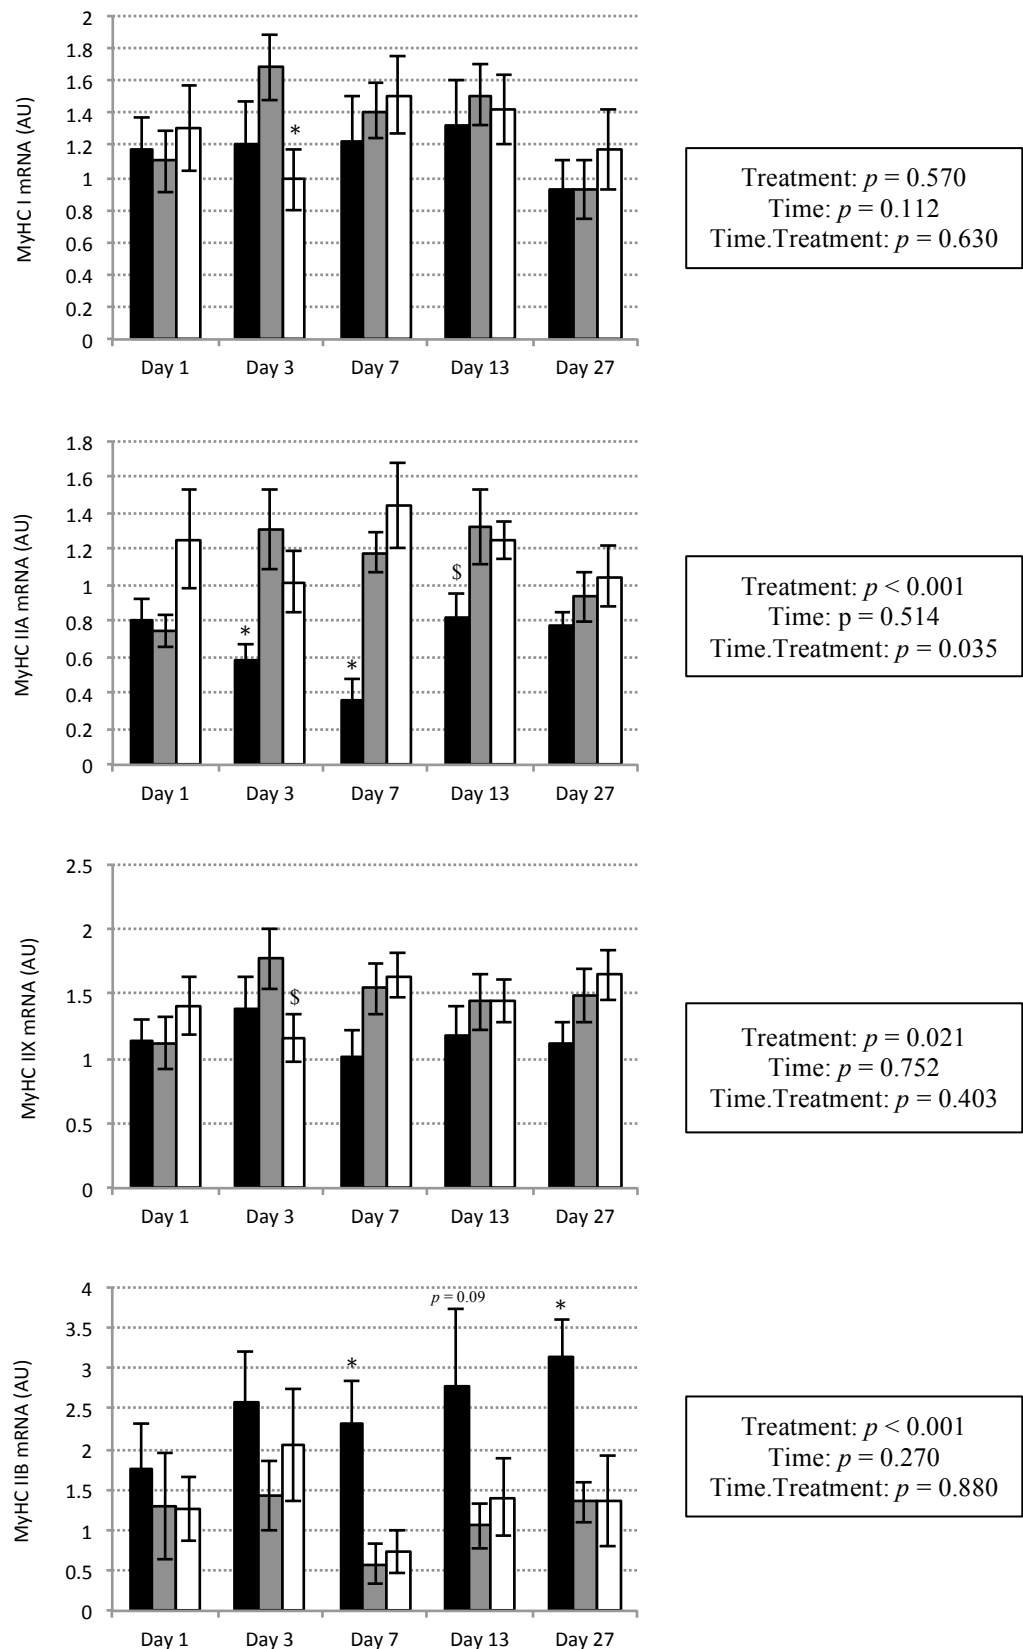 2
1.8
1.6
1.4
1.2
1
0.8
0.6
0.4
0.2
0
MyHC I mRNA (AU)
*
Day 1 Day 3 Day 7 Day 13 Day 27
Treatment: p = 0.570
Time: p = 0.112
Time.Treatment: p = 0.630
1.8
1.6
1.4
1.2
1
0.8
0.6
0.4
0.2
0
MyHC IIA mRNA (AU)
* * $
Day 1 Day 3 Day 7 Day 13 Day 27
Treatment: p < 0.001
Time: p = 0.514
Time.Treatment: p = 0.035
2.5
2
1.5
1
0.5
0
MyHC IIX mRNA (AU)
$
Day 1 Day 3 Day 7 Day 13 Day 27
Treatment: p = 0.021
Time: p = 0.752
Time.Treatment: p = 0.403
4
3.5
3
2.5
2
1.5
1
0.5
0
MyHC IIB mRNA (AU)
* p = 0.09 *
Day 1 Day 3 Day 7 Day 13 Day 27
Treatment: p < 0.001
Time: p = 0.270
Time.Treatment: p = 0.880